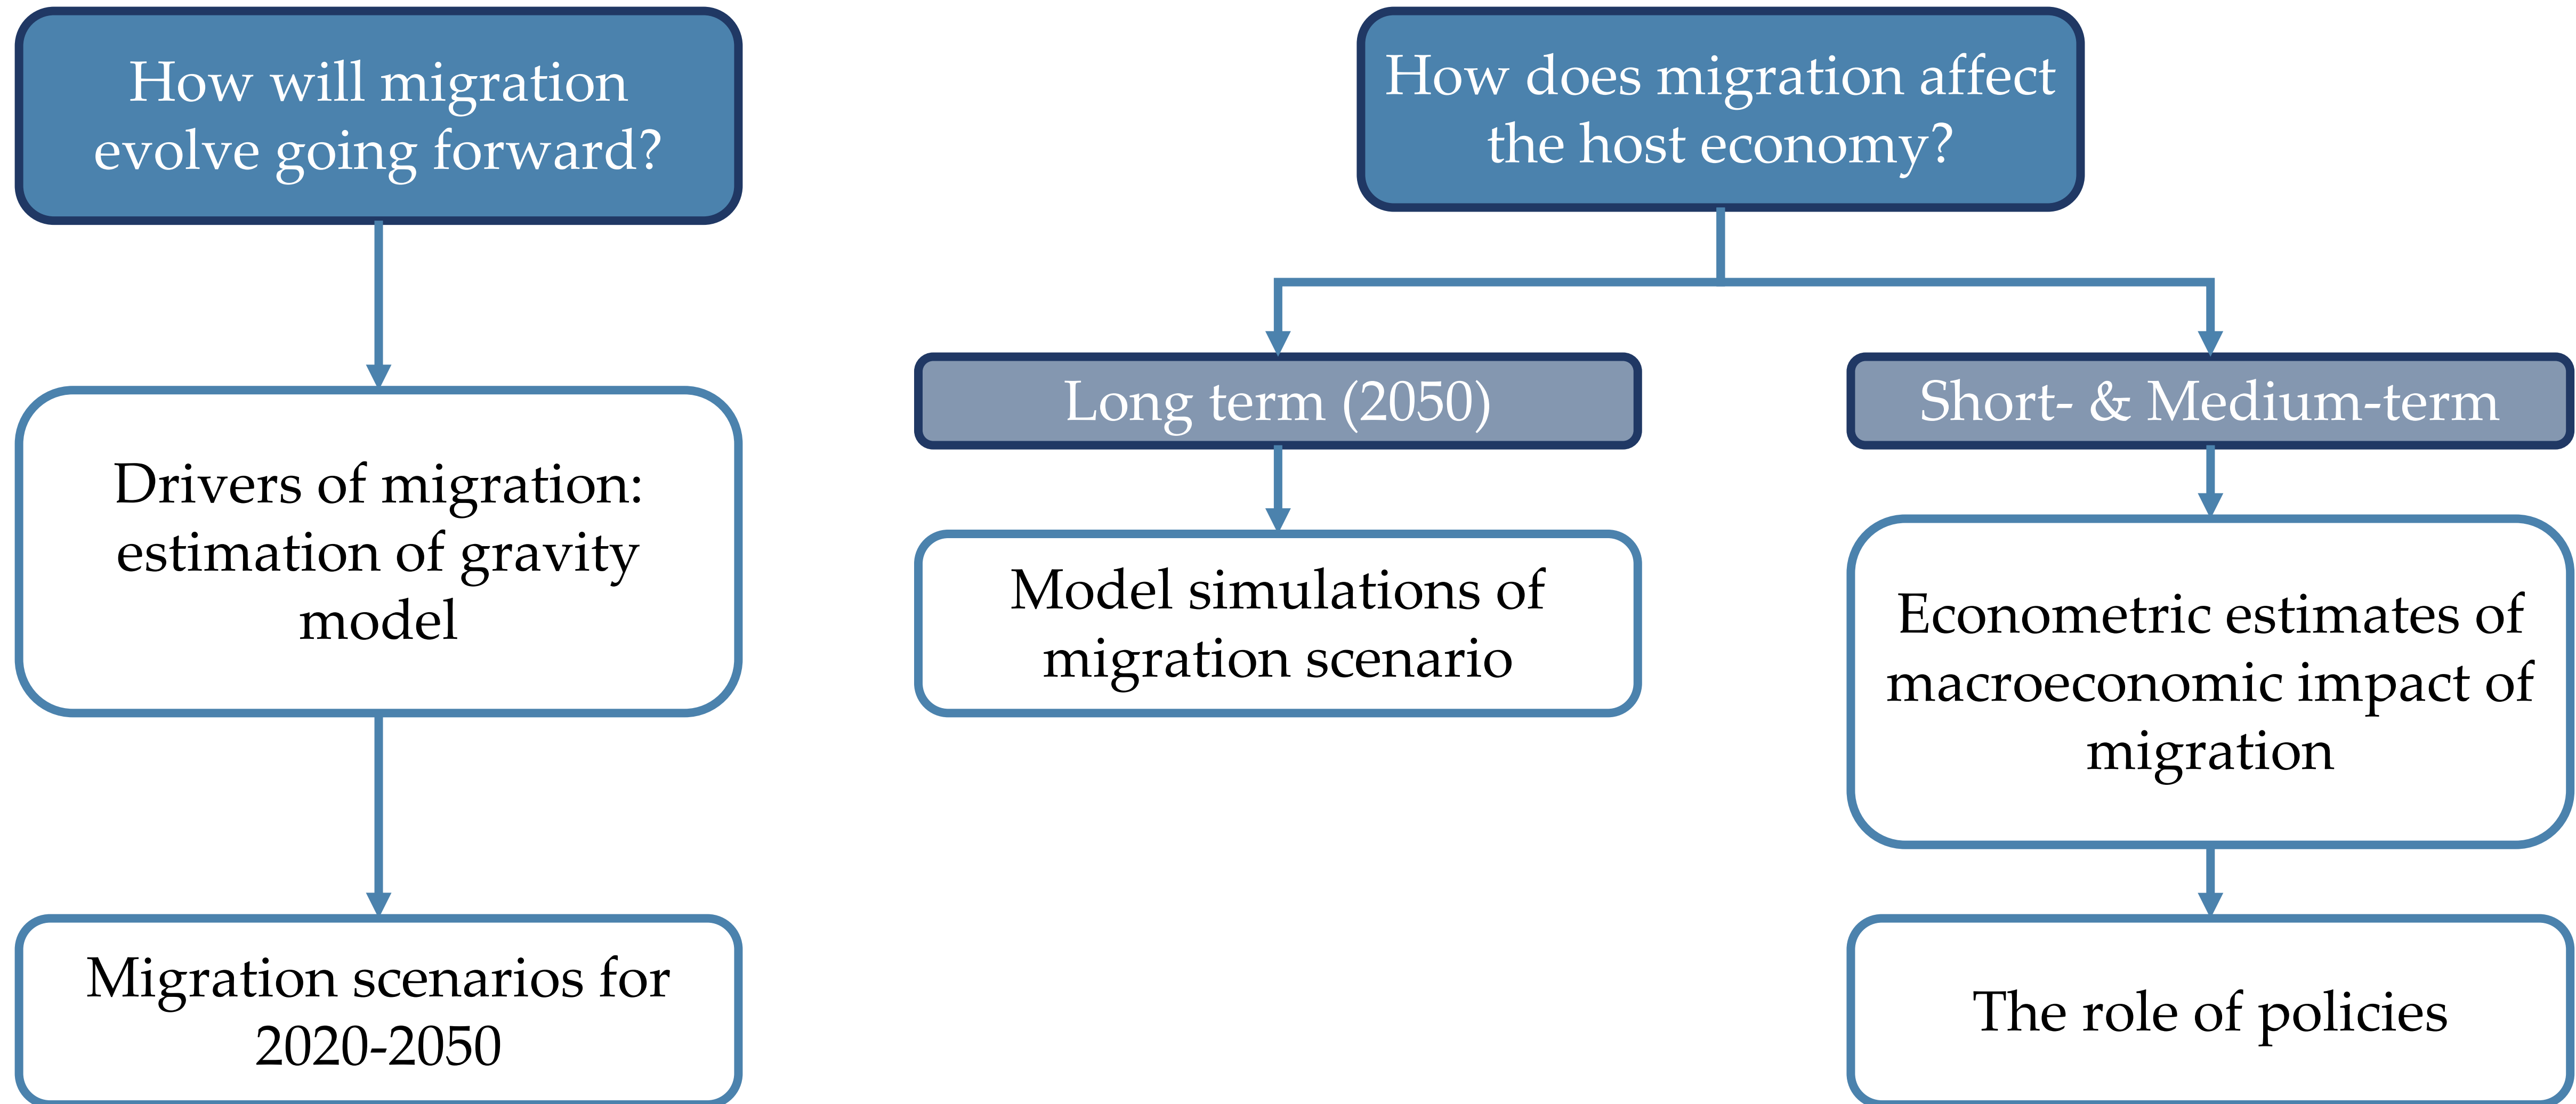 How will migration
evolve going forward?
Drivers of migration:
estimation of gravity
model
Migration scenarios for
2020-2050
How does migration affect
the host economy?
Long term (2050)
Model simulations of
migration scenario
Short- & Medium-term
Econometric estimates of
macroeconomic impact of
migration
The role of policies